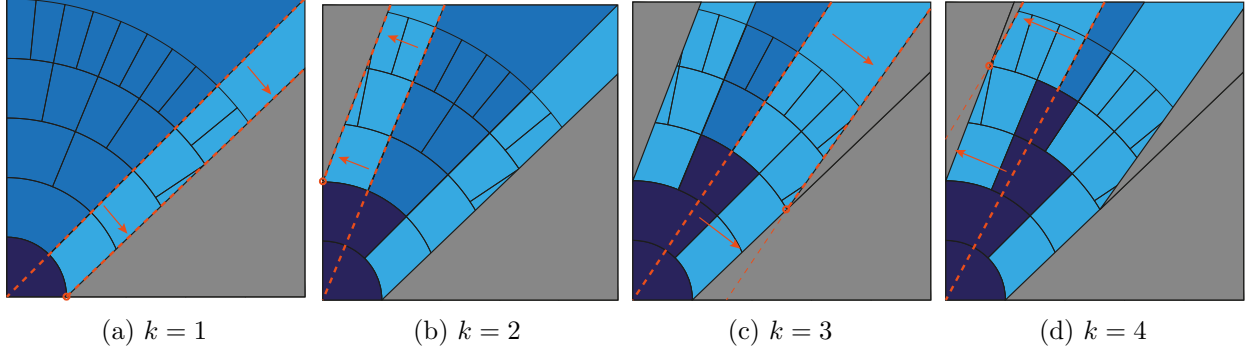 (a) k = 1
(b) k = 2
(c) k = 3
(d) k = 4